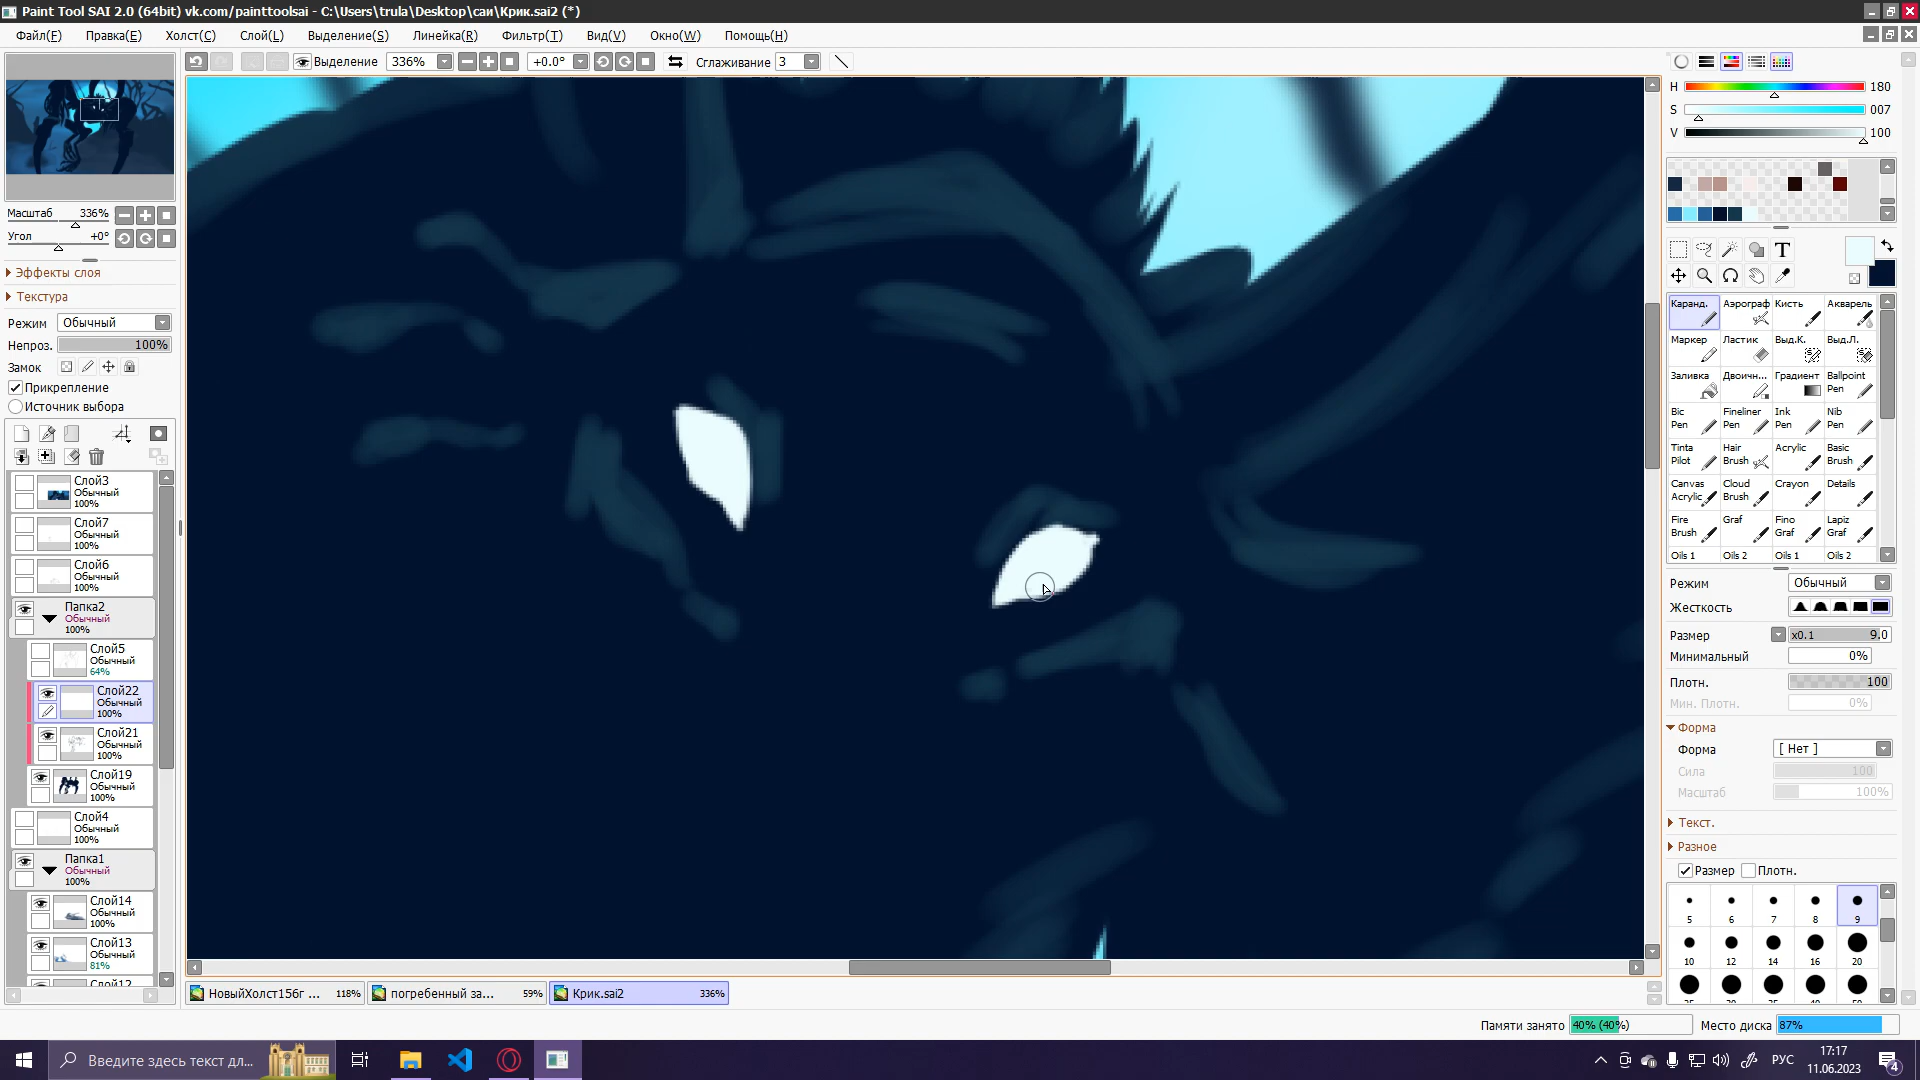 Paint Tool SAI 2.0 (64bit) vk.com/painttoolsai - C:\Users\trula\Desktop\саи\Крик.sai2 (*)
Файл(F) Правка(E) Холст(C) Слой(L) Выделение(S) Линейка(R) Фильтр(T) Вид(V) Окно(W) Помощь(H)
Выделение 336% +0.0° Сглаживание 3
Масштаб 336%
Угол +0°
Эффекты слоя
Текстура
Режим Обычный
Непроз. 100%
Замок
Прикрепление
Источник выбора
Слой3
Обычный
100%
Слой7
Обычный
100%
Слой6
Обычный
100%
Папка2
Обычный
100%
Слой5
Обычный
64%
Слой22
Обычный
100%
Слой21
Обычный
100%
Слой19
Обычный
100%
Слой4
Обычный
100%
Папка1
Обычный
100%
Слой14
Обычный
100%
Слой13
Обычный
81%
Слой12
H 180
S 007
V 100
T
Каранд. Аэрограф Кисть Акварель
Маркер Ластик Выд.К. Выд.Л.
Заливка Двоичн... Градиент Ballpoint Pen
Bic Pen Fineliner Pen Ink Pen Nib Pen
Tinta Pilot Hair Brush Acrylic Basic Brush
Canvas Acrylic Cloud Brush Crayon Details
Fire Brush Graf Fino Graf Lapiz Graf
Oils 1 Oils 2 Oils 1 Oils 2
Режим Обычный
Жесткость
Размер x0.1 9.0
Минимальный 0%
Плотн. 100
Мин. Плотн. 0%
Форма
Форма [ Нет ]
Сила 100
Масштаб 100%
Текст.
Разное
Размер Плотн.
5 6 7 8 9
10 12 14 16 20
25 30 35 40 50
НовыйХолст156г ... 118% погребенный за... 59% Крик.sai2 336%
Памяти занято 40% (40%) Место диска 87%
Введите здесь текст дл...
РУС
17:17
11.06.2023
4